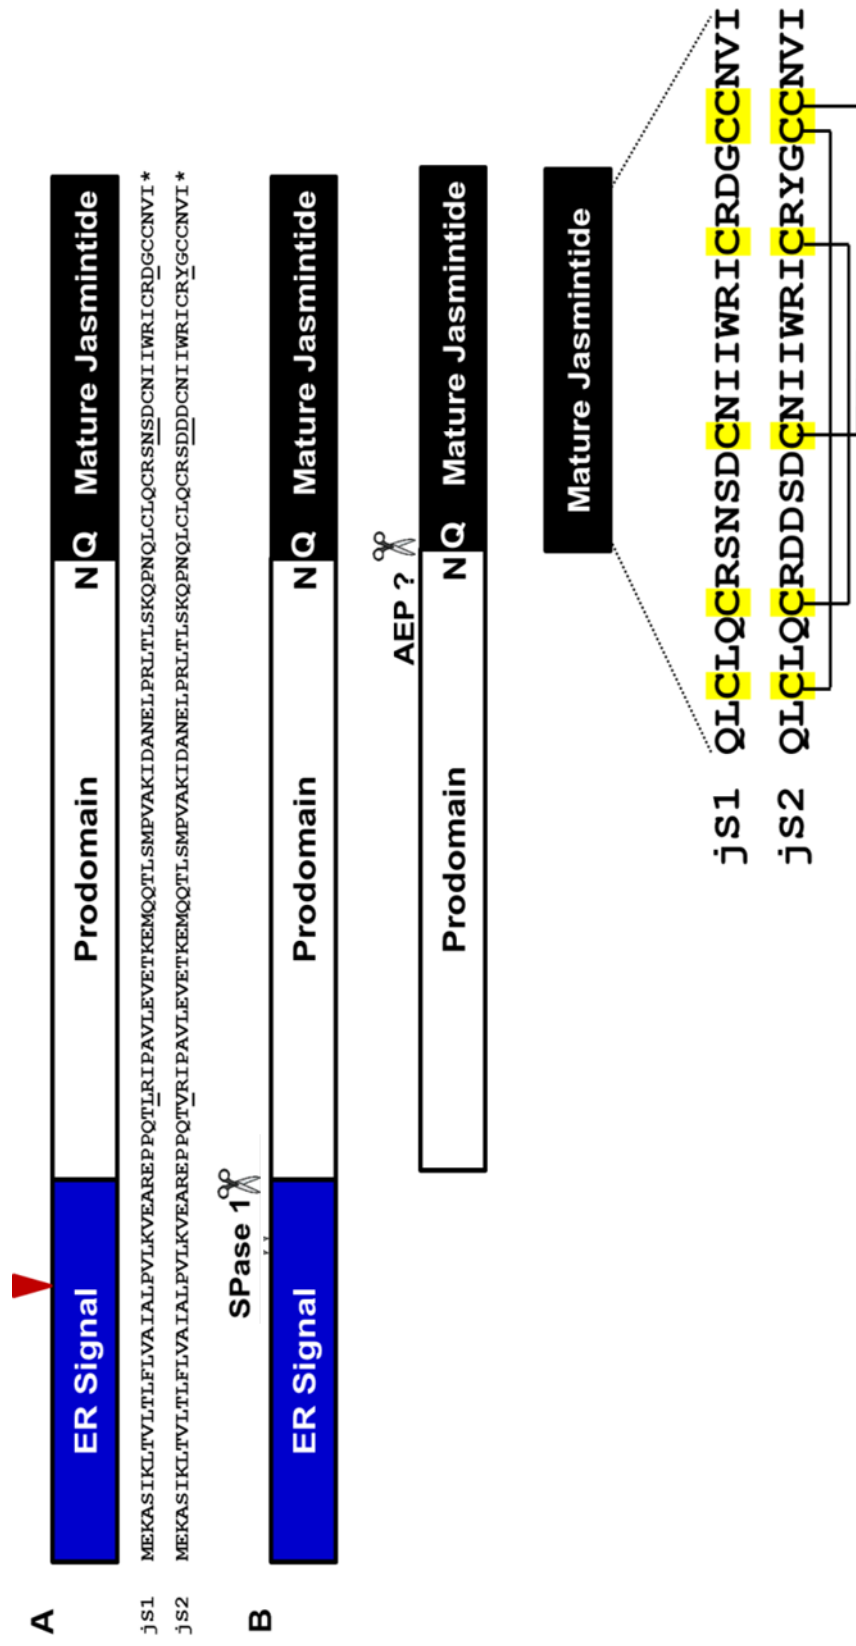 A
ER Signal Prodomain N Q Mature Jasmintide
jS1 MEKASIKLTVLTLFLVAIALPVLKVEAREPPQTLRIPAVLEVETKEMQQTLSMPVAKIDANELPRLTLSKQPNQLCLQCRSNSDCNIIWRICRDGCCNVI*
jS2 MEKASIKLTVLTLFLVAIALPVLKVEAREPPQTVRIPAVLEVETKEMQQTLSMPVAKIDANELPRLTLSKQPNQLCLQCRSDDDCNIIWRICRYGCCNVI*
B
SPase 1
ER Signal Prodomain N Q Mature Jasmintide
AEP ?
Prodomain N Q Mature Jasmintide
Mature Jasmintide
jS1 QLCLQCRSNSDCNIIWRICRDGCCNVI
jS2 QLCLQCRDDSDCNIIWRICRYGCCNVI